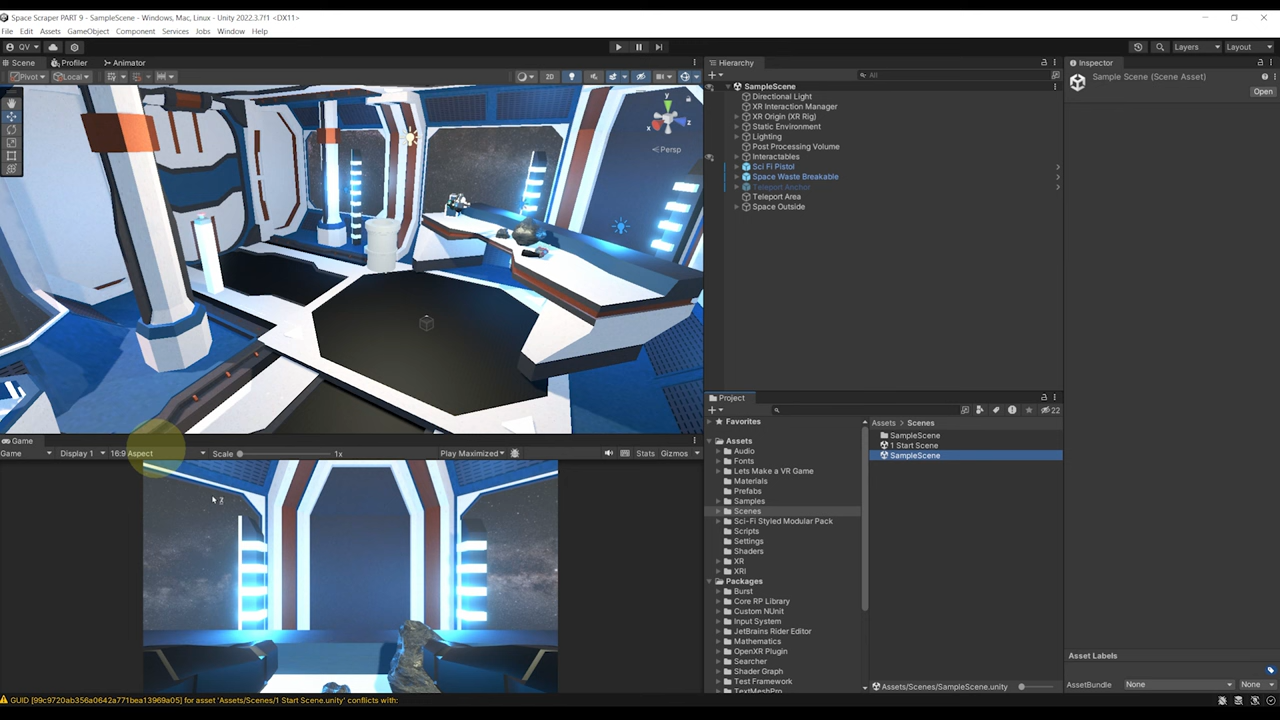 Space Scraper PART 9 - SampleScene - Windows, Mac, Linux - Unity 2022.3.7f1 <DX11>
File Edit Assets GameObject Component Services Jobs Window Help
QV Layers Layout
Scene Profiler Animator
Pivot Local 2D
y
x
z
Persp
Hierarchy
All
SampleScene
Directional Light
XR Interaction Manager
XR Origin (XR Rig)
Static Environment
Lighting
Post Processing Volume
Interactables
Sci Fi Pistol
Space Waste Breakable
Teleport Anchor
Teleport Area
Space Outside
Inspector
Sample Scene (Scene Asset)
Open
Game
Game Display 1 16:9 Aspect Scale 1x Play Maximized Stats Gizmos
Project
22
Favorites
Assets
Audio
Fonts
Lets Make a VR Game
Materials
Prefabs
Samples
Scenes
Sci-Fi Styled Modular Pack
Scripts
Settings
Shaders
XR
XRI
Packages
Burst
Core RP Library
Custom NUnit
Input System
JetBrains Rider Editor
Mathematics
OpenXR Plugin
Searcher
Shader Graph
Test Framework
TextMeshPro
Assets > Scenes
SampleScene
1 Start Scene
SampleScene
Assets/Scenes/SampleScene.unity
Asset Labels
AssetBundle None None
GUID [99c9720ab356a0642a771bea13969a05] for asset 'Assets/Scenes/1 Start Scene.unity' conflicts with: